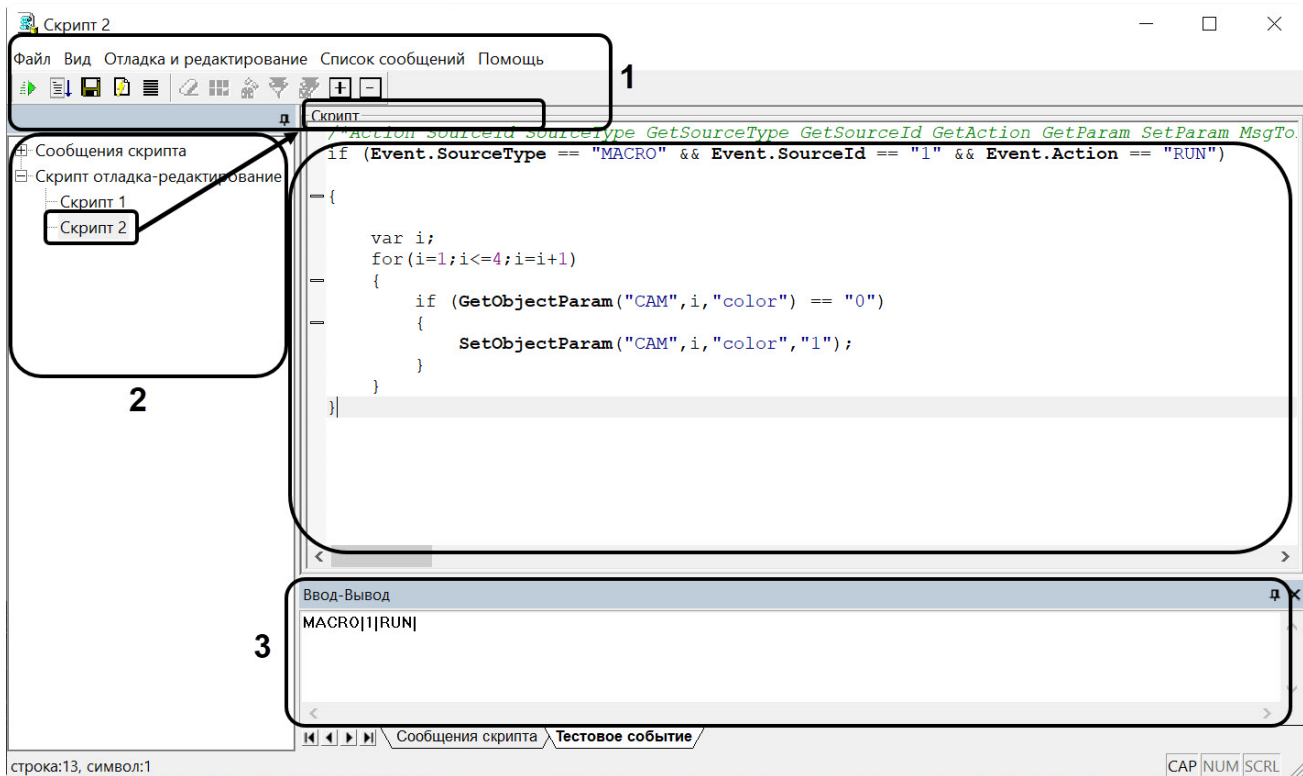 Скрипт 2
Файл Вид Отладка и редактирование Список сообщений Помощь
1
Скрипт
/*Action SourceId SourceType GetSourceType GetSourceId GetAction GetParam SetParam MsgTo
Сообщения скрипта
if (Event.SourceType == "MACRO" && Event.SourceId == "1" && Event.Action == "RUN")
Скрипт отладка-редактирование
Скрипт 1
{
Скрипт 2
var i;
for(i=1;i<=4;i=i+1)
{
if (GetObjectParam("CAM",i,"color") == "0")
{
SetObjectParam("CAM",i,"color","1");
}
}
}
2
Ввод-Вывод
MACRO|1|RUN|
3
Сообщения скрипта Тестовое событие
строка:13, символ:1
CAP NUM SCRL